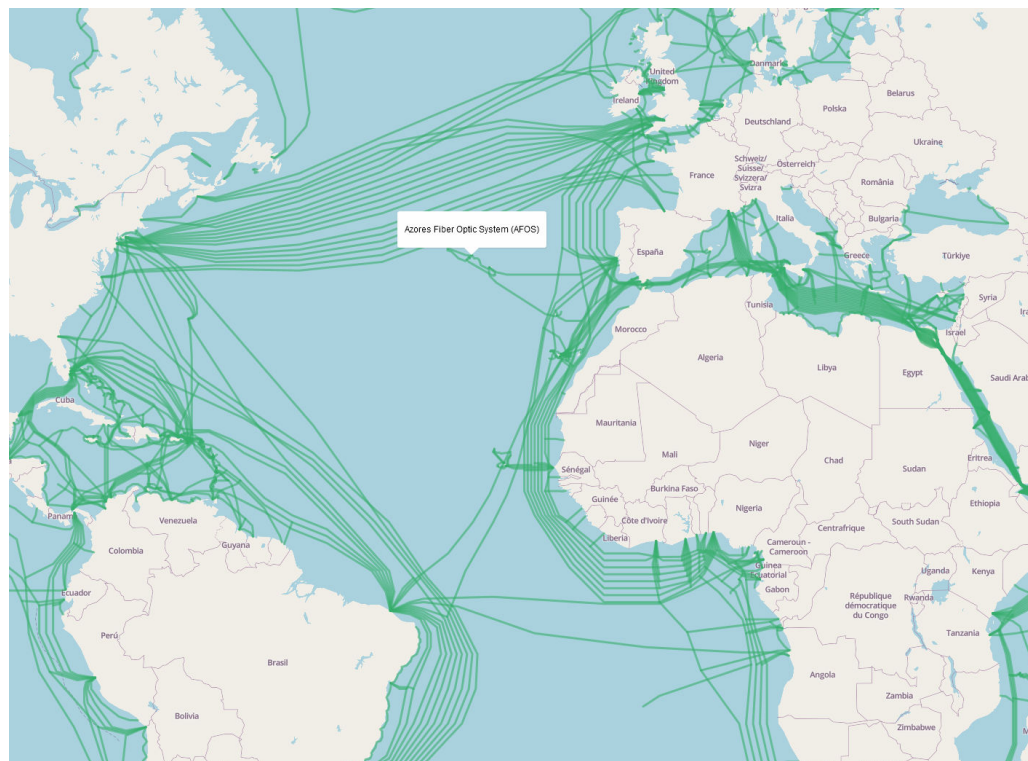 United
Kingdom
Danmark
Ireland
Belarus
Polska
Deutschland
Ukraine
Schweiz/
Suisse/
Svizzera/
Svizra
Österreich
France
România
Azores Fiber Optic System (AFOS)
Italia
Bulgaria
España
Greece
Türkiye
Syria
Tunisia
Israel
Morocco
Algeria
Libya
Egypt
Saudi Arab
Cuba
Mauritania
Mali
Niger
Chad
Sudan
Eritrea
Sénégal
Burkina Faso
Guinée
Nigeria
Ethiopia
Côte d'Ivoire
South Sudan
Liberia
Centrafrique
Panam
Venezuela
Colombia
Guyana
Cameroun -
Cameroon
Guinea
Ecuatorial
Gabon
Uganda
Kenya
Ecuador
République
démocratique
du Congo
Rwanda
Tanzania
Perú
Brasil
Angola
Zambia
Bolivia
Zimbabwe